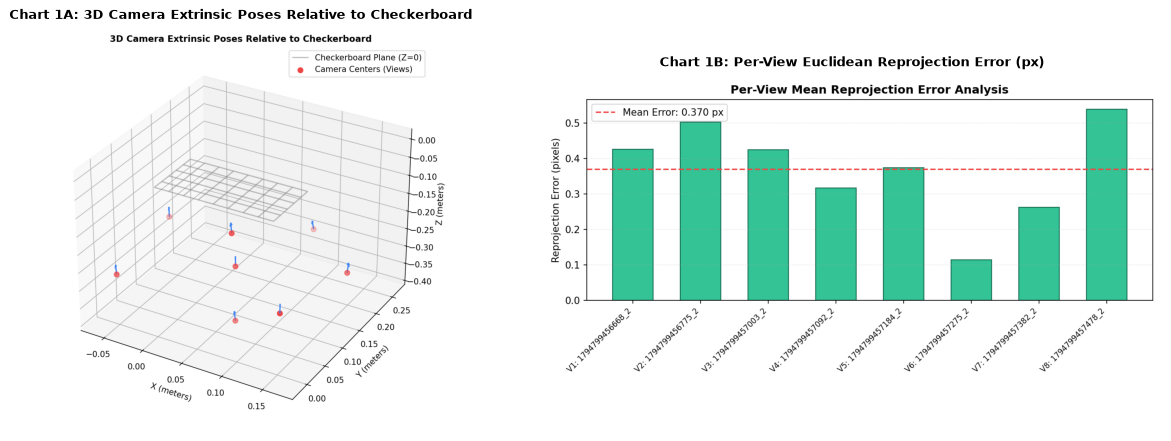 Chart 1A: 3D Camera Extrinsic Poses Relative to Checkerboard
3D Camera Extrinsic Poses Relative to Checkerboard
Checkerboard Plane (Z=0)
Camera Centers (Views)
0.00
−0.05
−0.10
−0.15
−0.20
−0.25
−0.30
−0.35
−0.40
Z (meters)
−0.05
0.00
0.05
0.10
0.15
X (meters)
0.00
0.05
0.10
0.15
0.20
0.25
Y (meters)
Chart 1B: Per-View Euclidean Reprojection Error (px)
Per-View Mean Reprojection Error Analysis
Mean Error: 0.370 px
Reprojection Error (pixels)
0.5
0.4
0.3
0.2
0.1
0.0
V1: 1794799456668_2
V2: 1794799456775_2
V3: 1794799457003_2
V4: 1794799457092_2
V5: 1794799457184_2
V6: 1794799457275_2
V7: 1794799457382_2
V8: 1794799457478_2